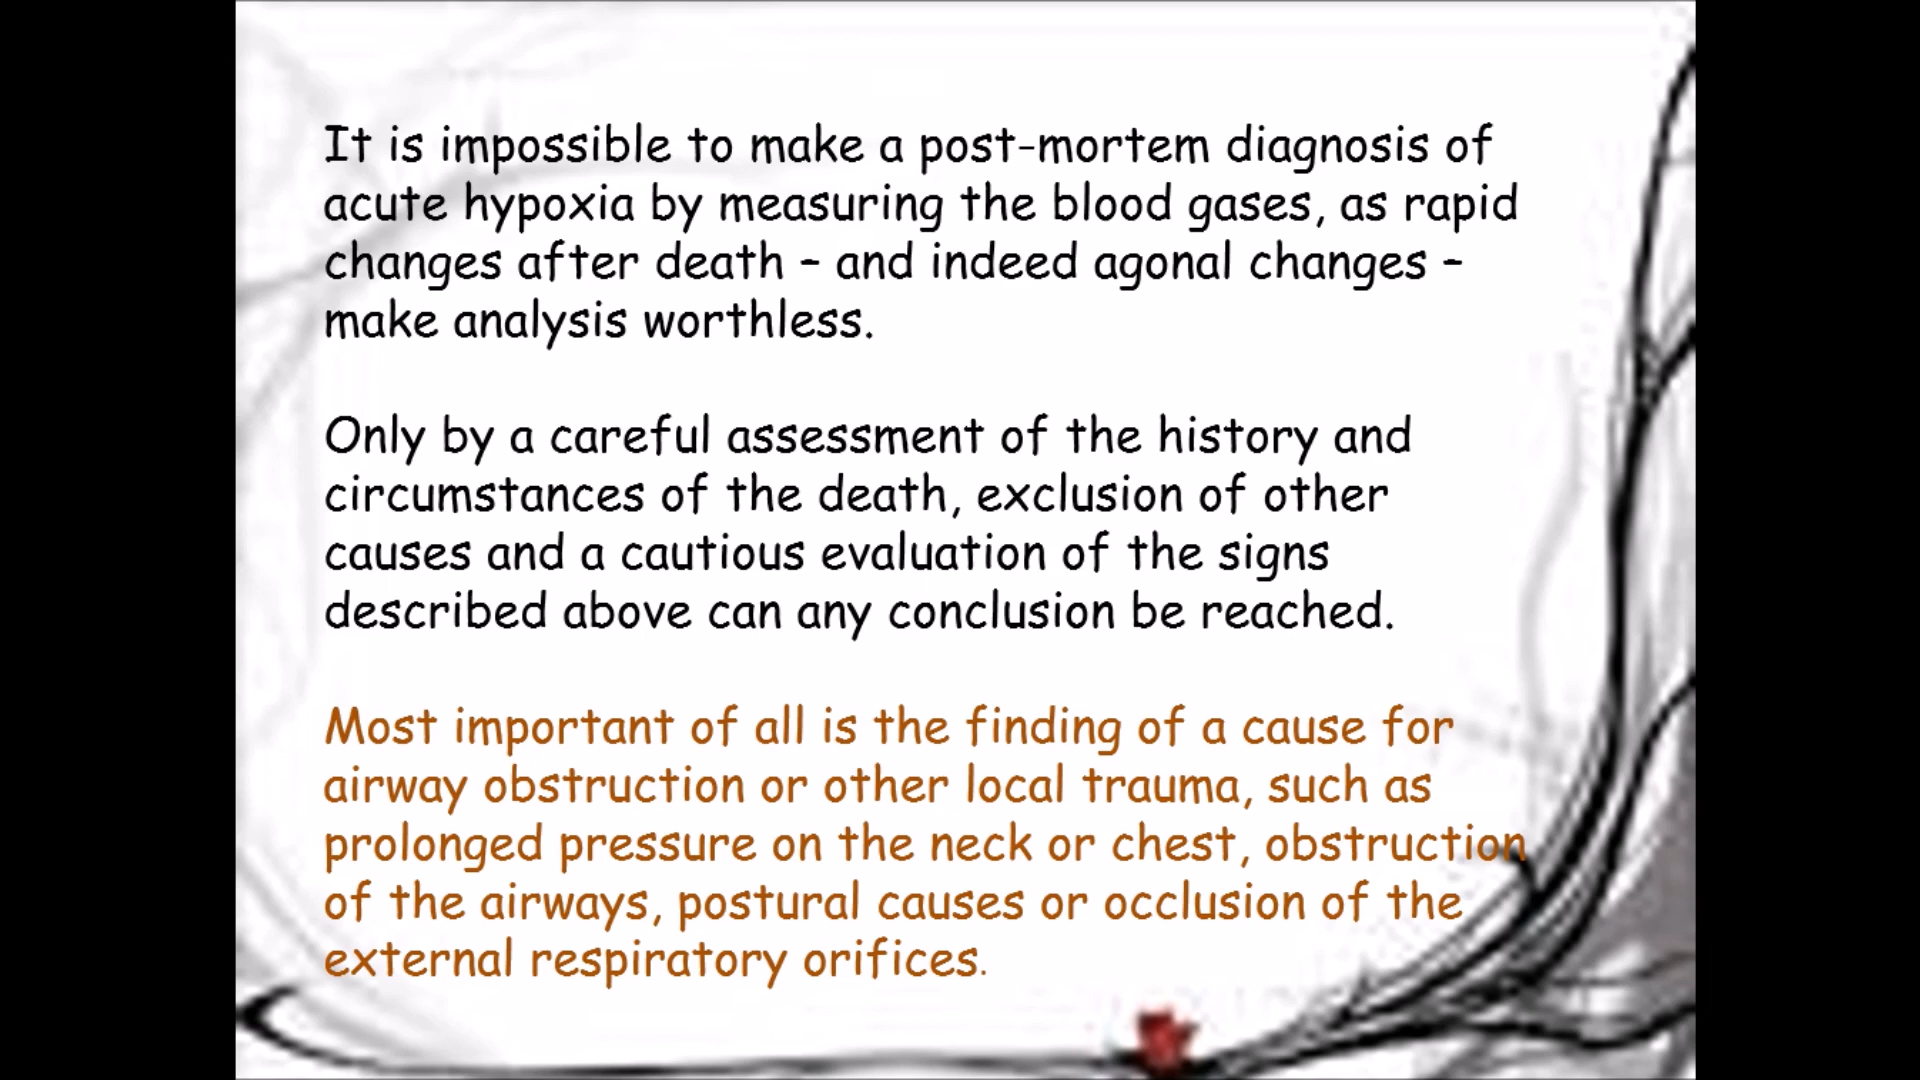 It is impossible to make a post-mortem diagnosis of
acute hypoxia by measuring the blood gases, as rapid
changes after death – and indeed agonal changes –
make analysis worthless.
Only by a careful assessment of the history and
circumstances of the death, exclusion of other
causes and a cautious evaluation of the signs
described above can any conclusion be reached.
Most important of all is the finding of a cause for
airway obstruction or other local trauma, such as
prolonged pressure on the neck or chest, obstruction
of the airways, postural causes or occlusion of the
external respiratory orifices.